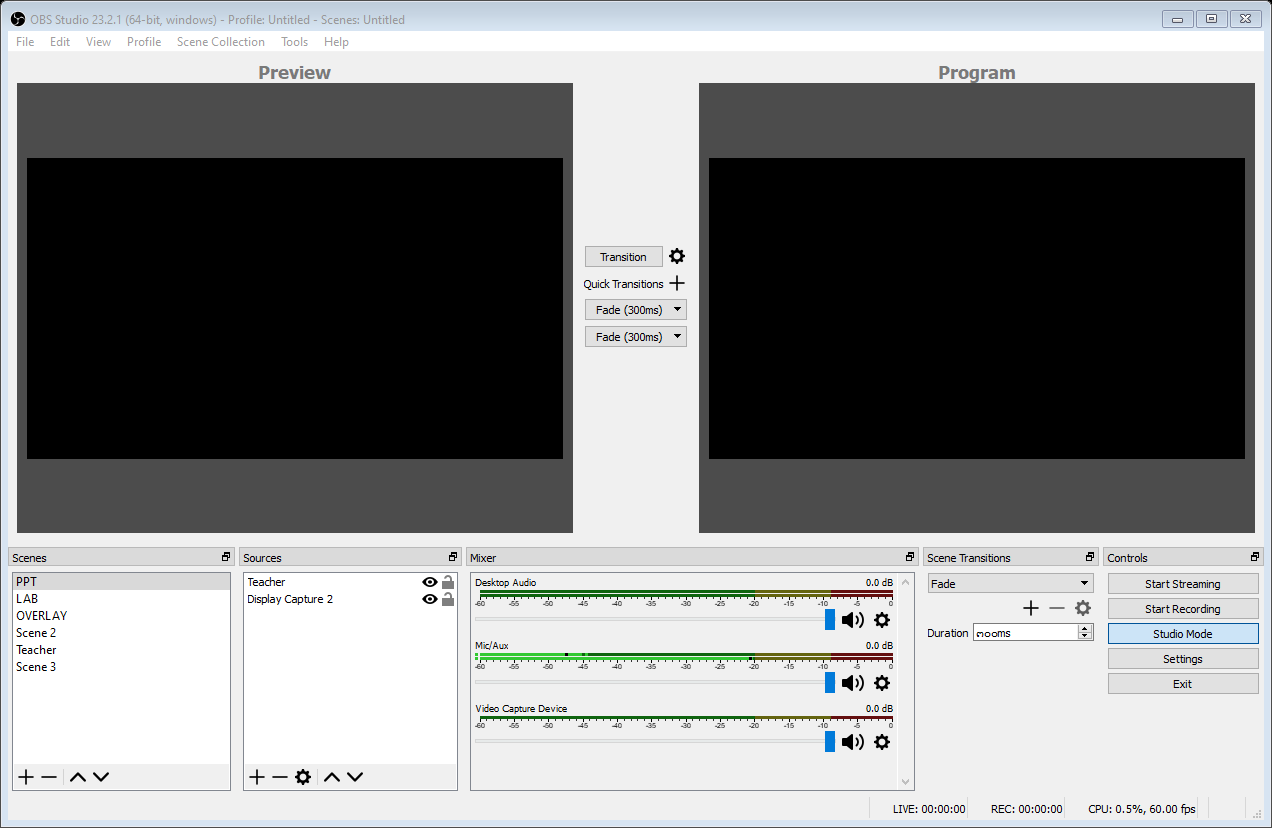 OBS Studio 23.2.1 (64-bit, windows) - Profile: Untitled - Scenes: Untitled
File Edit View Profile Scene Collection Tools Help
Preview
Program
Transition
Quick Transitions
Fade (300ms)
Fade (300ms)
Scenes
PPT
LAB
OVERLAY
Scene 2
Teacher
Scene 3
Sources
Teacher
Display Capture 2
Mixer
Desktop Audio 0.0 dB
-60 -55 -50 -45 -40 -35 -30 -25 -20 -15 -10 -5 0
Mic/Aux 0.0 dB
-60 -55 -50 -45 -40 -35 -30 -25 -20 -15 -10 -5 0
Video Capture Device 0.0 dB
-60 -55 -50 -45 -40 -35 -30 -25 -20 -15 -10 -5 0
Scene Transitions
Fade
Duration ๓๐๐ms
Controls
Start Streaming
Start Recording
Studio Mode
Settings
Exit
LIVE: 00:00:00 REC: 00:00:00 CPU: 0.5%, 60.00 fps